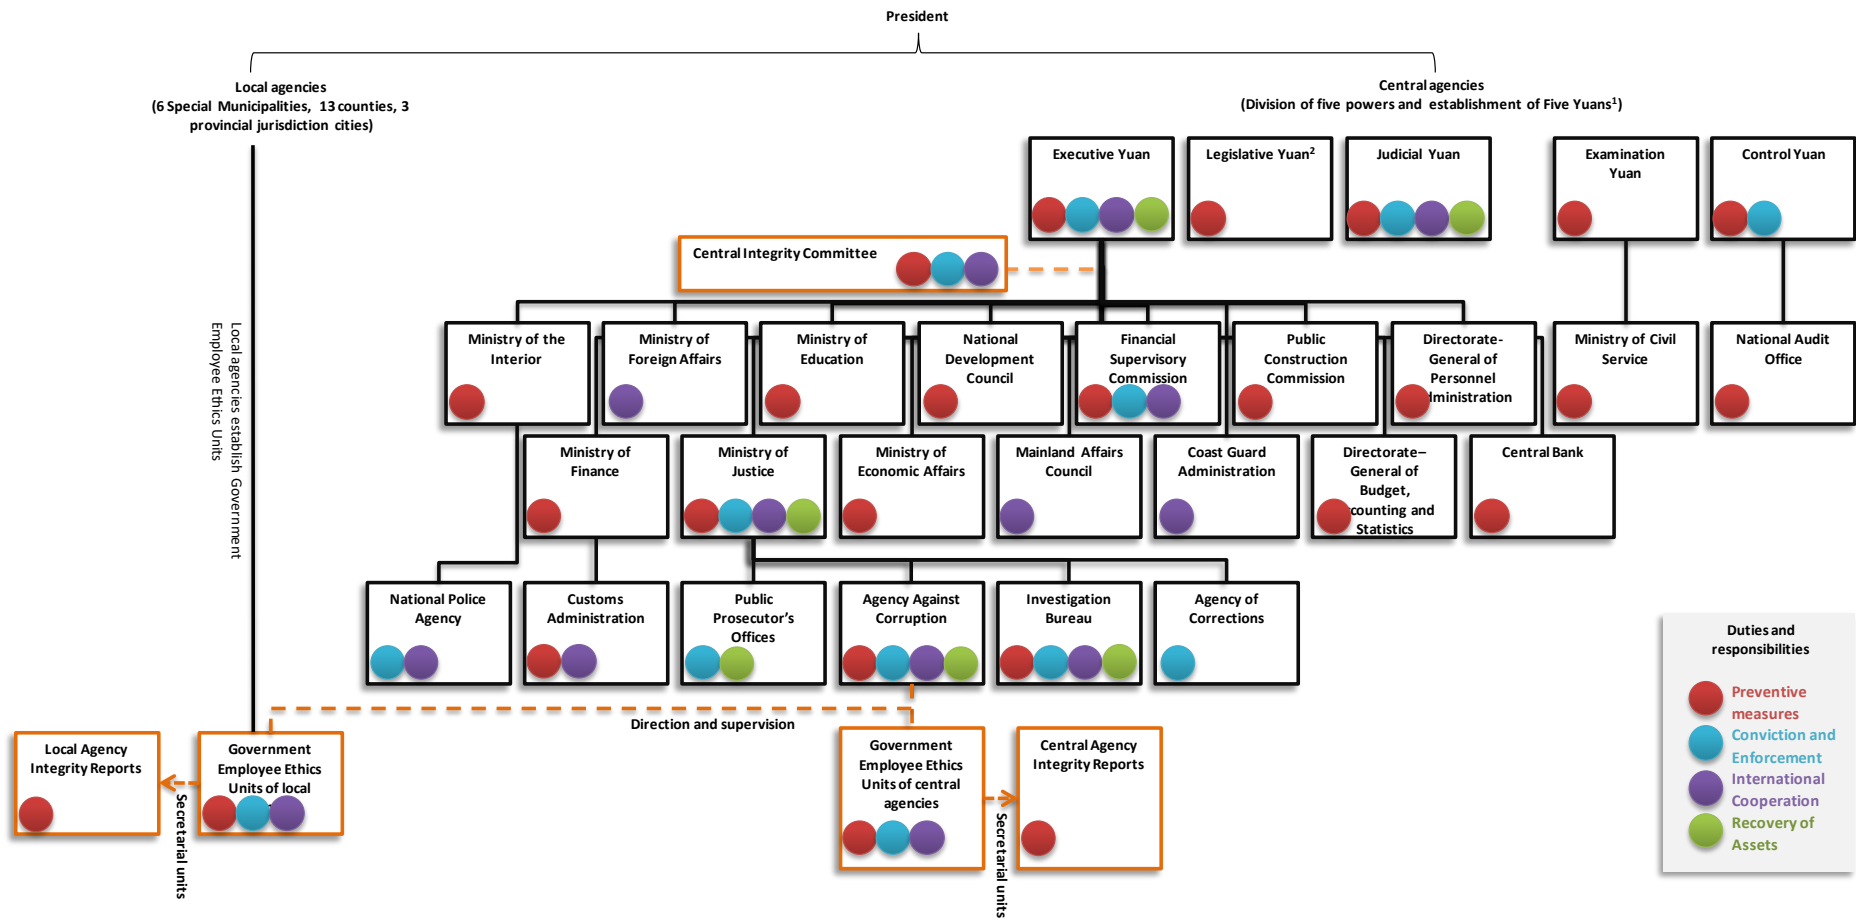 President
Local agencies
(6 Special Municipalities, 13 counties, 3
provincial jurisdiction cities)
Central agencies
(Division of five powers and establishment of Five Yuans1)
Executive Yuan
Legislative Yuan2
Judicial Yuan
Examination
Yuan
Control Yuan
Central Integrity Committee
Local agencies establish Government
Employee Ethics Units
Ministry of the
Interior
Ministry of
Foreign Affairs
Ministry of
Education
National
Development
Council
Financial
Supervisory
Commission
Public
Construction
Commission
Directorate-
General of
Personnel
dministration
Ministry of Civil
Service
National Audit
Office
Ministry of
Finance
Ministry of
Justice
Ministry of
Economic Affairs
Mainland Affairs
Council
Coast Guard
Administration
Directorate–
General of
Budget,
counting and
Statistics
Central Bank
National Police
Agency
Customs
Administration
Public
Prosecutor's
Offices
Agency Against
Corruption
Investigation
Bureau
Agency of
Corrections
Duties and
responsibilities
Preventive
measures
Conviction and
Enforcement
International
Cooperation
Recovery of
Assets
Direction and supervision
Local Agency
Integrity Reports
Secretarial units
Government
Employee Ethics
Units of local
Government
Employee Ethics
Units of central
agencies
Secretarial units
Central Agency
Integrity Reports